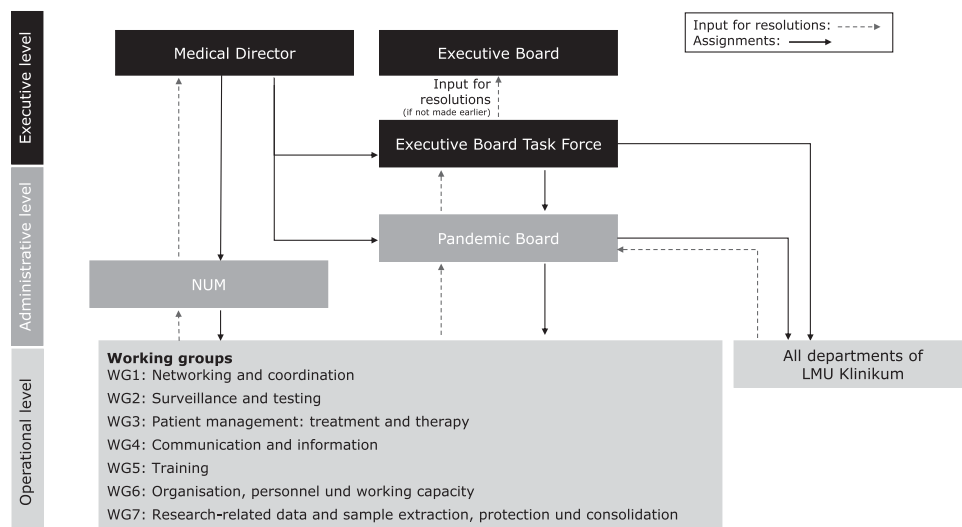 Executive level
Administrative level
Operational level
Input for resolutions:
Assignments:
Medical Director
Executive Board
Input for
resolutions
(if not made earlier)
Executive Board Task Force
Pandemic Board
NUM
Working groups
WG1: Networking and coordination
WG2: Surveillance and testing
WG3: Patient management: treatment and therapy
WG4: Communication and information
WG5: Training
WG6: Organisation, personnel und working capacity
WG7: Research-related data and sample extraction, protection und consolidation
All departments of
LMU Klinikum